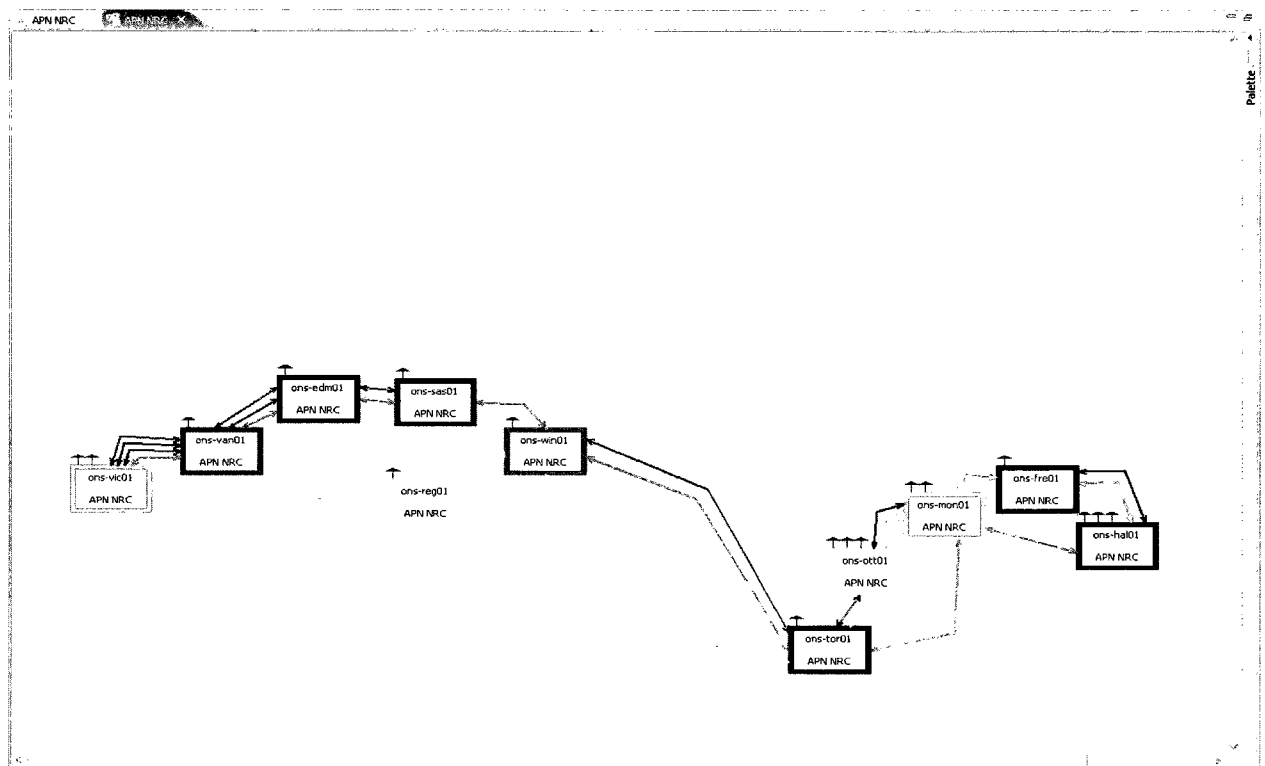 APN NRC
APN NRC
Palette
ons-edm01
APN NRC
ons-sas01
APN NRC
ons-van01
APN NRC
ons-win01
APN NRC
ons-vic01
APN NRC
ons-reg01
APN NRC
ons-fre01
APN NRC
ons-mon01
APN NRC
ons-hal01
APN NRC
ons-ott01
APN NRC
ons-tor01
APN NRC